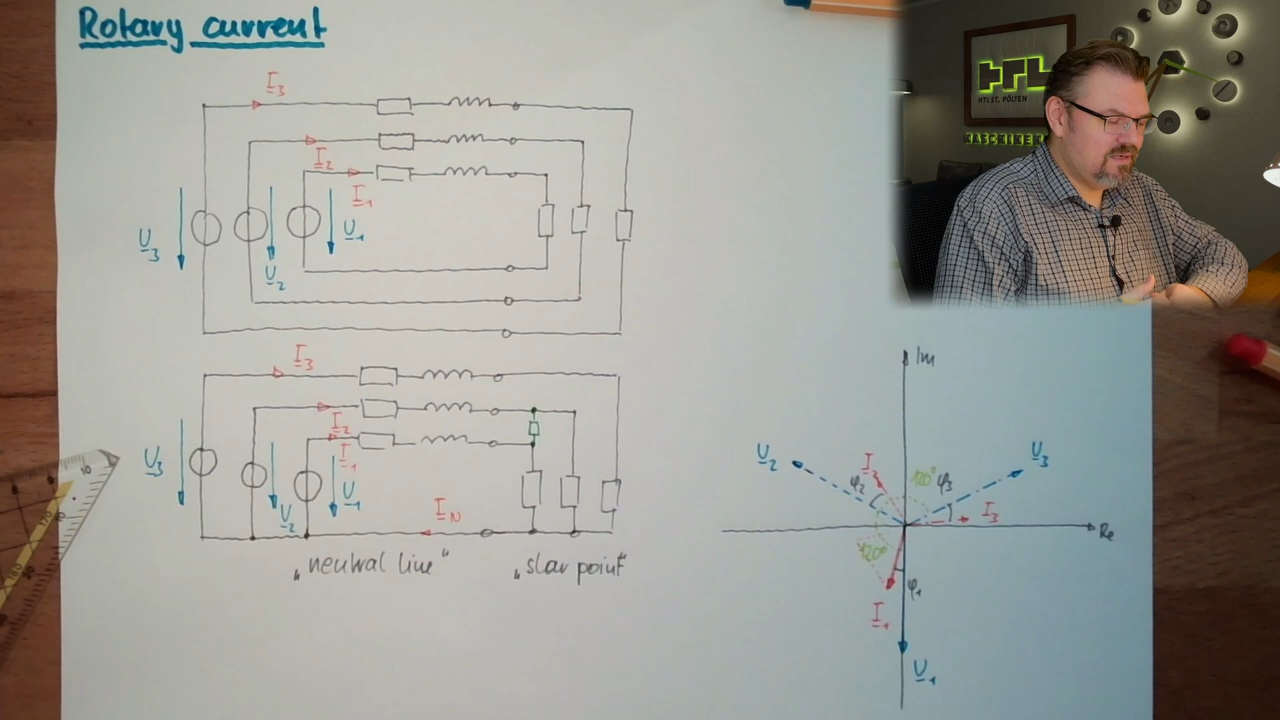 Rotary current
I3
I2
I1
U3
U2
U1
I3
I2
I1
U3
U2
U1
IN
„neutral line“
„star point“
Im
Re
U2
I2
φ2
120°
φ3
U3
I3
120°
φ1
I1
U1
HTL
HTL ST. PÖLTEN
MASCHINEN